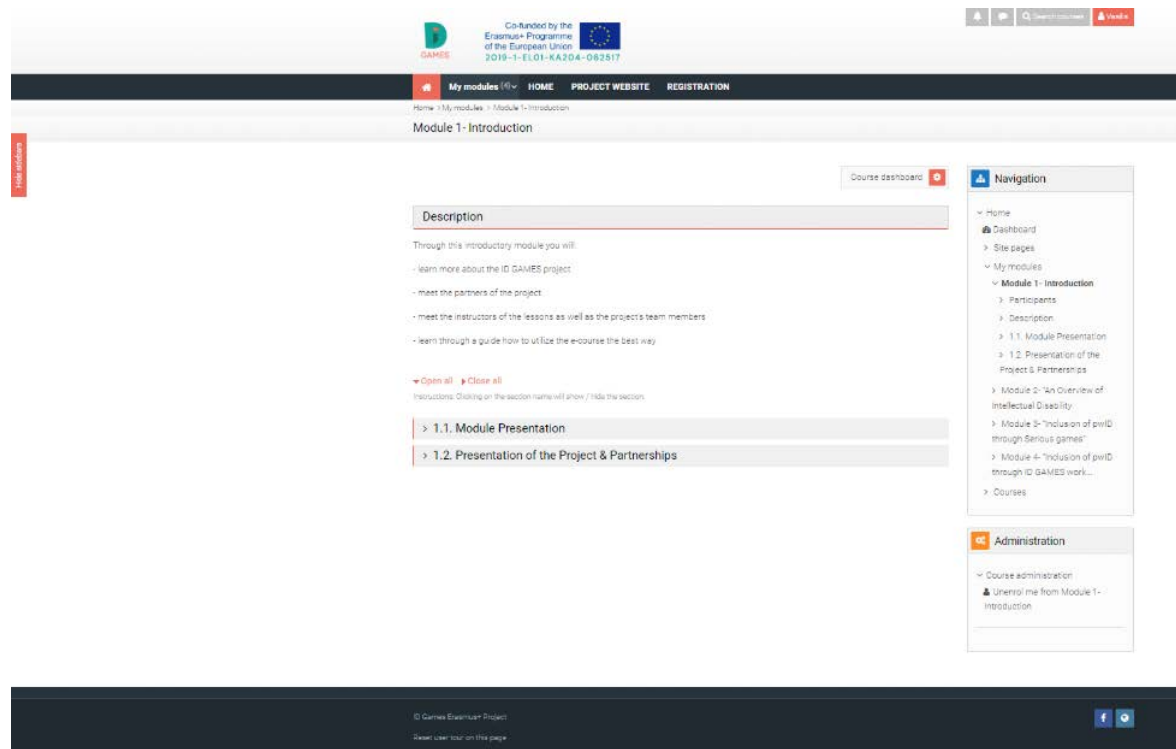 Co-funded by the
Erasmus+ Programme
of the European Union
GAMES
2019-1-EL01-KA204-062517
Search courses
My modules (4)
HOME
PROJECT WEBSITE
REGISTRATION
Home > My modules > Module 1- Introduction
Module 1- Introduction
Hide sidebars
Course dashboard
Description
Through this introductory module you will:
- learn more about the ID GAMES project
- meet the partners of the project
- meet the instructors of the lessons as well as the project's team members
- learn through a guide how to utilize the e-course the best way
Open all Close all
Instructions: Clicking on the section name will show / hide the section.
1.1. Module Presentation
1.2. Presentation of the Project & Partnerships
Navigation
Home
Dashboard
Site pages
My modules
Module 1- Introduction
Participants
Description
1.1. Module Presentation
1.2. Presentation of the
Project & Partnerships
Module 2- "An Overview of
Intellectual Disability
Module 3- "Inclusion of pwID
through Serious games"
Module 4- "Inclusion of pwID
through ID GAMES work...
Courses
Administration
Course administration
Unenrol me from Module 1-
Introduction
ID Games Erasmus+ Project
Reset user tour on this page